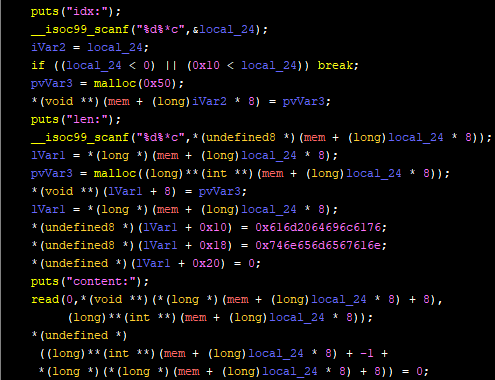 puts("idx:");
__isoc99_scanf("%d%*c",&local_24);
iVar2 = local_24;
if ((local_24 < 0) || (0x10 < local_24)) break;
pvVar3 = malloc(0x50);
*(void **)(mem + (long)iVar2 * 8) = pvVar3;
puts("len:");
__isoc99_scanf("%d%*c",*(undefined8 *)(mem + (long)local_24 * 8));
lVar1 = *(long *)(mem + (long)local_24 * 8);
pvVar3 = malloc((long)**(int **)(mem + (long)local_24 * 8));
*(void **)(lVar1 + 8) = pvVar3;
lVar1 = *(long *)(mem + (long)local_24 * 8);
*(undefined8 *)(lVar1 + 0x10) = 0x616d2064696c6176;
*(undefined8 *)(lVar1 + 0x18) = 0x746e656d6567616e;
*(undefined *)(lVar1 + 0x20) = 0;
puts("content:");
read(0,*(void **)(*(long *)(mem + (long)local_24 * 8) + 8),
(long)**(int **)(mem + (long)local_24 * 8));
*(undefined *)
((long)**(int **)(mem + (long)local_24 * 8) + -1 +
*(long *)(*(long *)(mem + (long)local_24 * 8) + 8)) = 0;